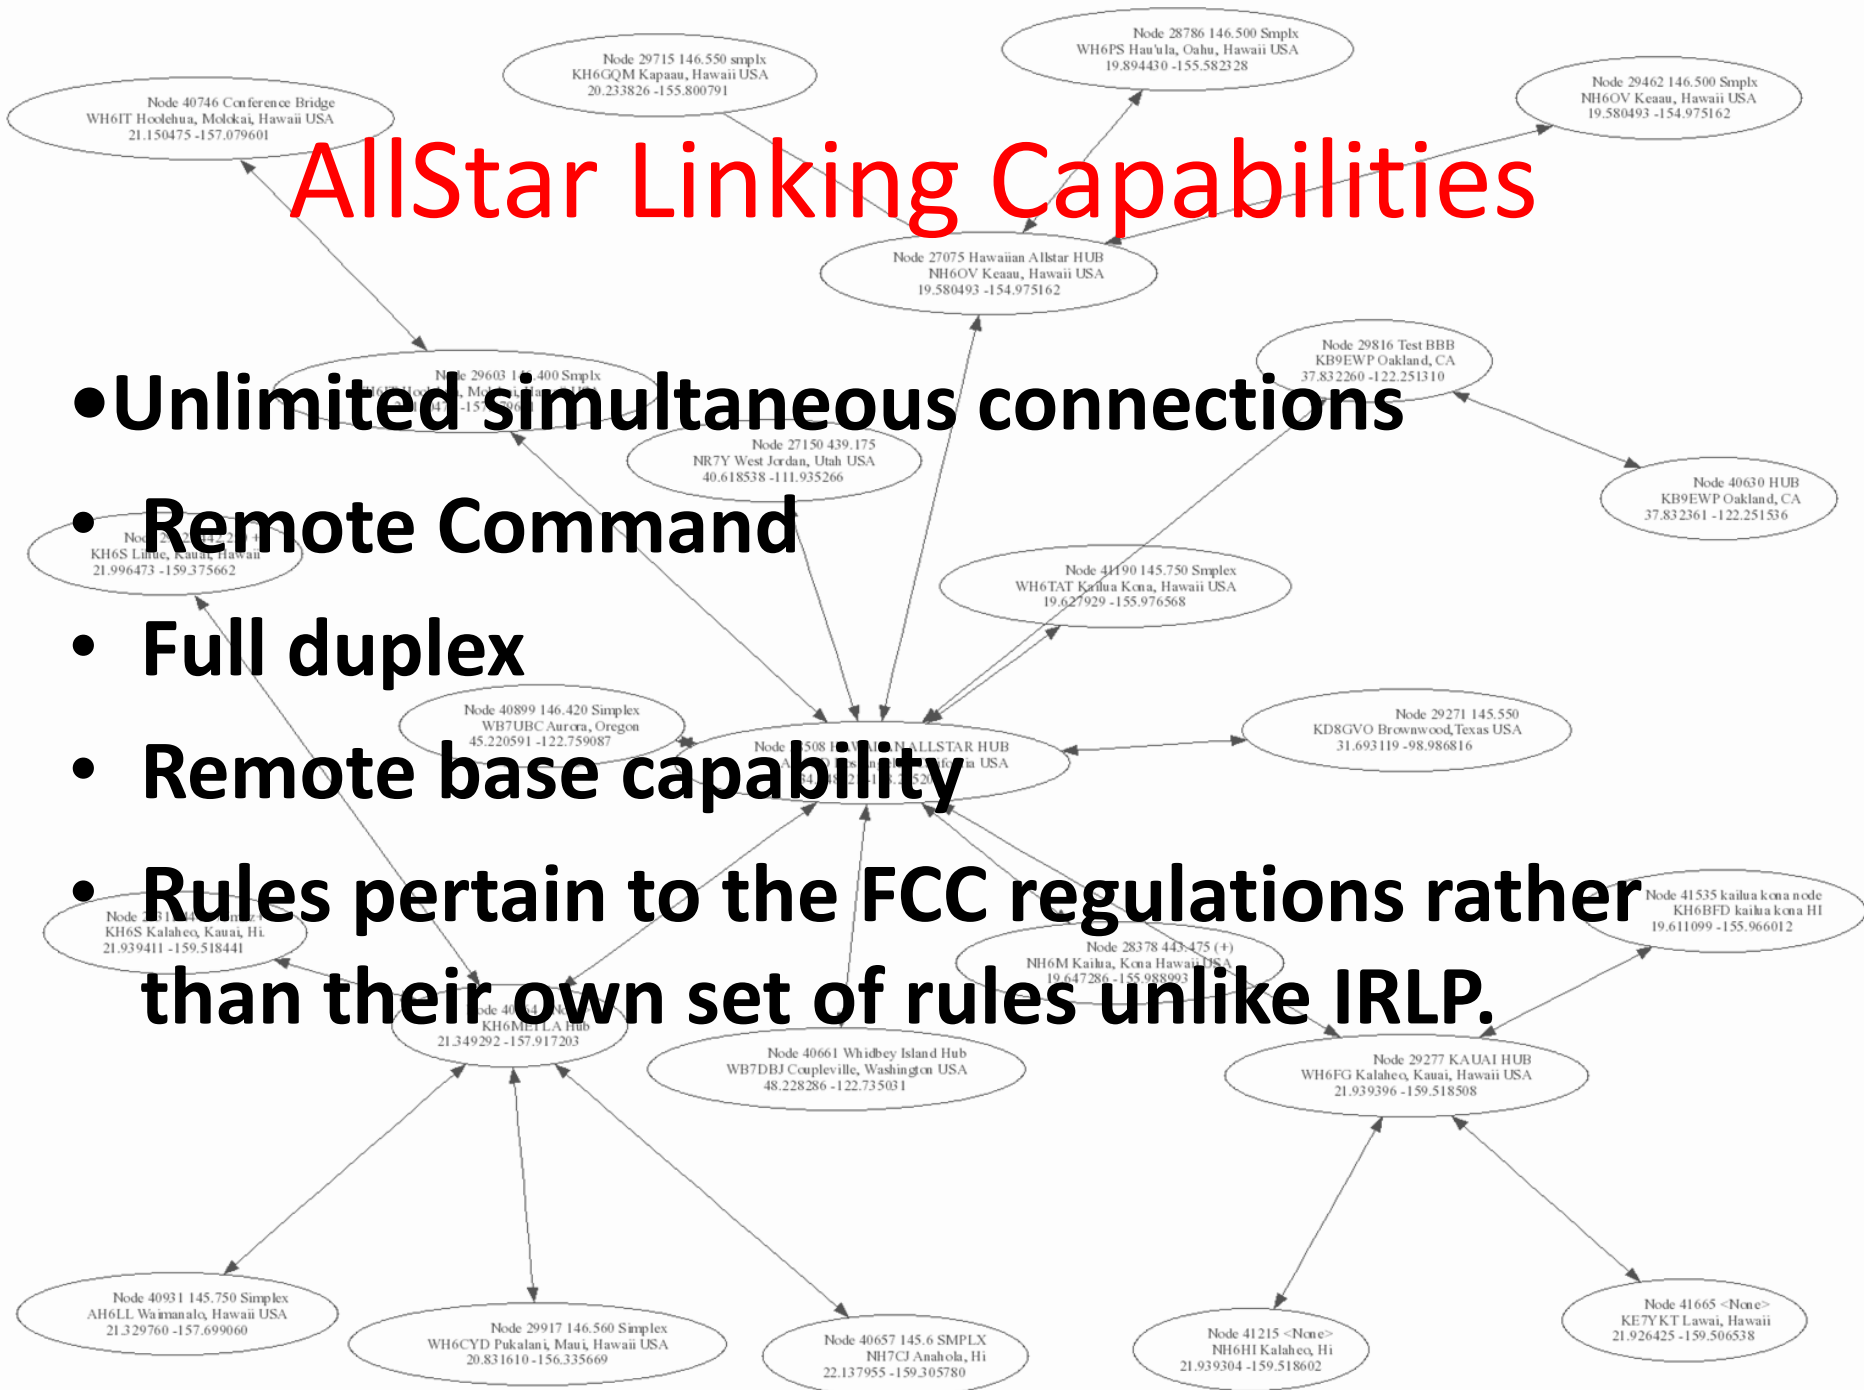 Node 28786 146.500 Smplx
WH6PS Hau'ula, Oahu, Hawaii USA
19.894430 -155.582328
Node 29715 146.550 smplx
KH6GQM Kapaau, Hawaii USA
20.233826 -155.800791
Node 29462 146.500 Smplx
NH6OV Keaau, Hawaii USA
19.580493 -154.975162
Node 40746 Conference Bridge
WH6IT Hoolehua, Molokai, Hawaii USA
21.150475 -157.079601
AllStar Linking Capabilities
Node 27075 Hawaiian Allstar HUB
NH6OV Keaau, Hawaii USA
19.580493 -154.975162
Node 29816 Test BBB
KB9EWP Oakland, CA
37.832260 -122.251310
Node 29603 146.400 Smplx
•Unlimited simultaneous connections
Node 27150 439.175
NR7Y West Jordan, Utah USA
40.618538 -111.935266
Node 40630 HUB
KB9EWP Oakland, CA
37.832361 -122.251536
• Remote Command
KH6S Lihue, Kauai, Hawaii
21.996473 -159.375662
Node 41190 145.750 Smplex
WH6TAT Kailua Kona, Hawaii USA
19.627929 -155.976568
• Full duplex
Node 40899 146.420 Simplex
WB7UBC Aurora, Oregon
45.220591 -122.759087
Node 29271 145.550
KD8GVO Brownwood, Texas USA
31.693119 -98.986816
ALLSTAR HUB
USA
• Remote base capability
• Rules pertain to the FCC regulations rather
Node 41535 kailua kona node
KH6BFD kailua kona HI
19.611099 -155.966012
KH6S Kalaheo, Kauai, Hi.
21.939411 -159.518441
Node 28378 443.475 (+)
NH6M Kailua, Kona Hawaii USA
19.647286 -155.988993
than their own set of rules unlike IRLP.
Hub
21.349292 -157.917203
Node 40661 Whidbey Island Hub
WB7DBJ Coupleville, Washington USA
48.228286 -122.735031
Node 29277 KAUAI HUB
WH6FG Kalaheo, Kauai, Hawaii USA
21.939396 -159.518508
Node 40931 145.750 Simplex
AH6LL Waimanalo, Hawaii USA
21.329760 -157.699060
Node 29917 146.560 Simplex
WH6CYD Pukalani, Maui, Hawaii USA
20.831610 -156.335669
Node 40657 145.6 SMPLX
NH7CJ Anahola, Hi
22.137955 -159.305780
Node 41215 <None>
NH6HI Kalaheo, Hi
21.939304 -159.518602
Node 41665 <None>
KE7YKT Lawai, Hawaii
21.926425 -159.506538